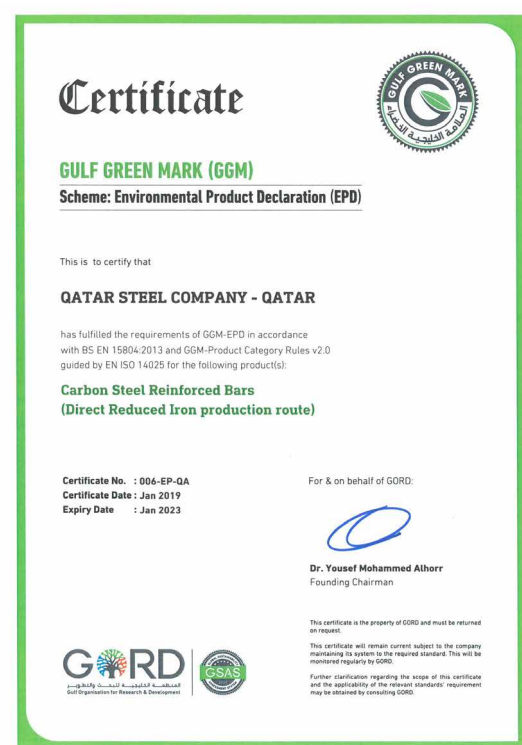 Certificate
GULF GREEN MARK
العلامة الخليجية الخضراء
GULF GREEN MARK (GGM)
Scheme: Environmental Product Declaration (EPD)
This is to certify that
QATAR STEEL COMPANY - QATAR
has fulfilled the requirements of GGM-EPD in accordance
with BS EN 15804:2013 and GGM-Product Category Rules v2.0
guided by EN ISO 14025 for the following product(s):
Carbon Steel Reinforced Bars
(Direct Reduced Iron production route)
Certificate No. : 006-EP-QA
Certificate Date : Jan 2019
Expiry Date : Jan 2023
For & on behalf of GORD:
Dr. Yousef Mohammed Alhorr
Founding Chairman
This certificate is the property of GORD and must be returned
on request.
This certificate will remain current subject to the company
maintaining its system to the required standard. This will be
monitored regularly by GORD.
Further clarification regarding the scope of this certificate
and the applicability of the relevant standards' requirement
may be obtained by consulting GORD.
GORD
المنظمة الخليجية للبحث والتطوير
Gulf Organisation for Research & Development
GSAS